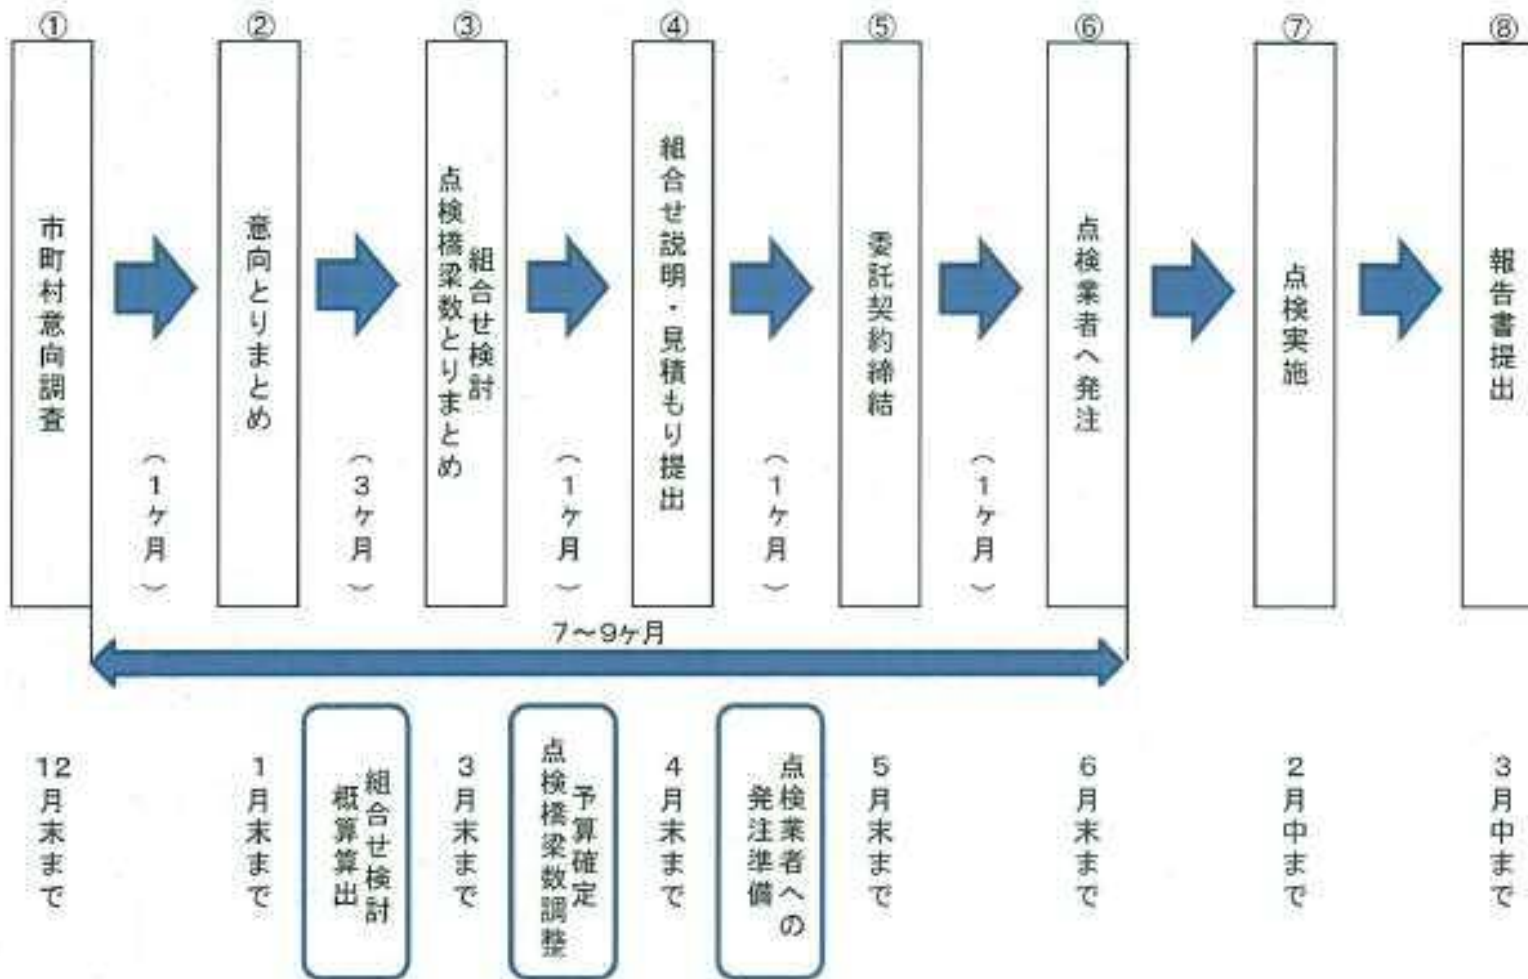 ①
市町村意向調査
（1ヶ月）
②
意向とりまとめ
（3ヶ月）
③
組合せ検討
点検橋梁数とりまとめ
（1ヶ月）
④
組合せ説明・見積もり提出
（1ヶ月）
⑤
委託契約締結
（1ヶ月）
⑥
点検業者へ発注
⑦
点検実施
⑧
報告書提出
7～9ヶ月
12月末まで
1月末まで
組合せ検討
概算算出
3月末まで
予算確定
点検橋梁数調整
4月末まで
点検業者への
発注準備
5月末まで
6月末まで
2月中まで
3月中まで